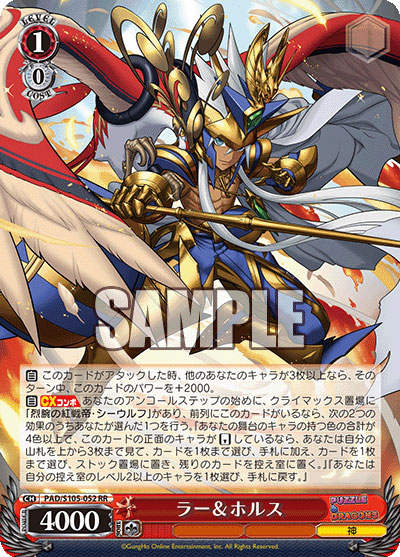 LEVEL
1
0
COST
SAMPLE
自 このカードがアタックした時、他のあなたのキャラが3枚以上なら、その
ターン中、このカードのパワーを+2000。
自 CXコンボ あなたのアンコールステップの始めに、クライマックス置場に
「烈腕の紅戦帝・シーウルフ」があり、前列にこのカードがいるなら、次の2つの
効果のうちあなたが選んだ1つを行う。『あなたの舞台のキャラの持つ色の合計が
4色以上で、このカードの正面のキャラが しているなら、あなたは自分の
山札を上から3枚まで見て、カードを1枚まで選び、手札に加え、カードを1枚
まで選び、ストック置場に置き、残りのカードを控え室に置く。』『あなたは
自分の控え室のレベル2以上のキャラを1枚選び、手札に戻す。』
CH PAD/S105-052 RR
POWER
4000
SOUL
ラー&ホルス
PUZZLE
& DRAGONS
神
©GungHo Online Entertainment, Inc. All Rights Reserved.